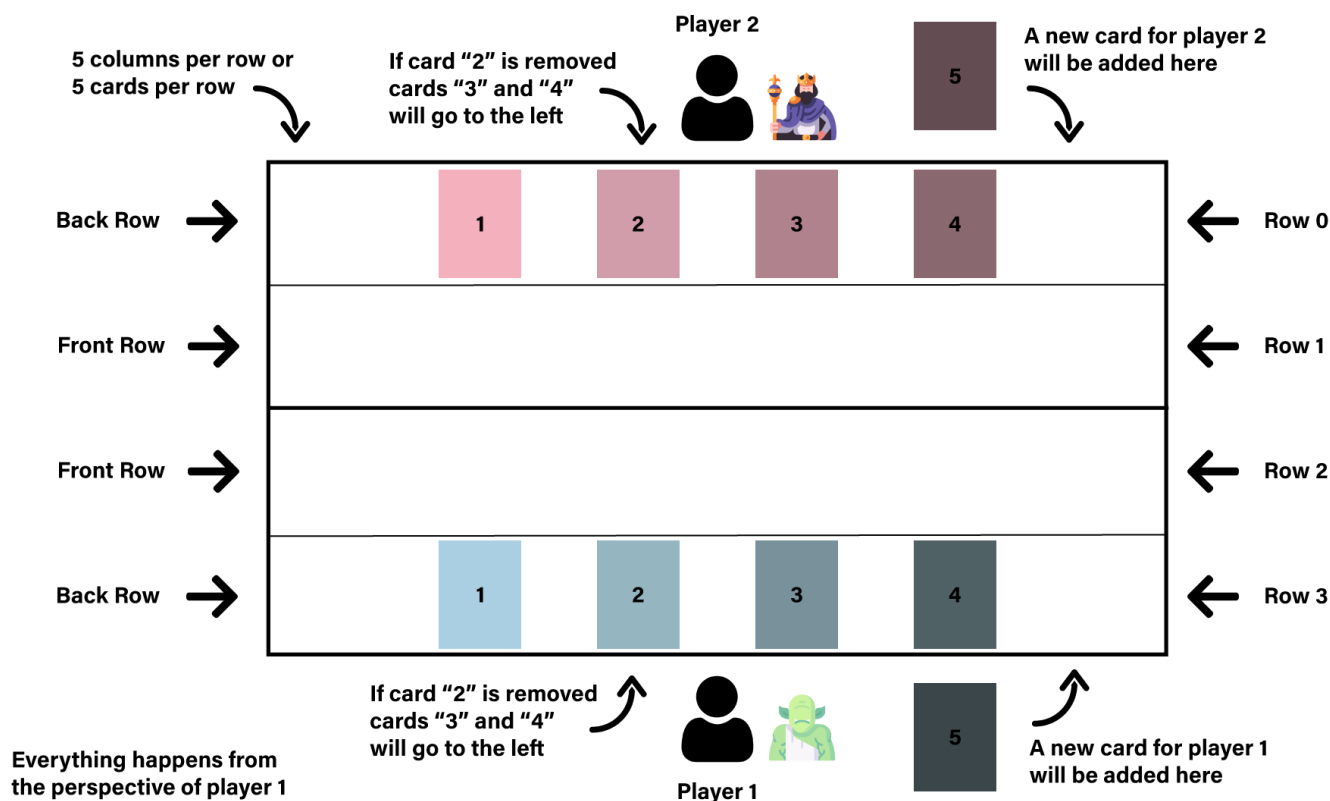 Player 2
5 columns per row or
5 cards per row
If card “2” is removed
cards “3” and “4”
will go to the left
5
A new card for player 2
will be added here
Back Row
1
2
3
4
Row 0
Front Row
Row 1
Front Row
Row 2
Back Row
1
2
3
4
Row 3
If card “2” is removed
cards “3” and “4”
will go to the left
5
A new card for player 1
will be added here
Everything happens from
the perspective of player 1
Player 1